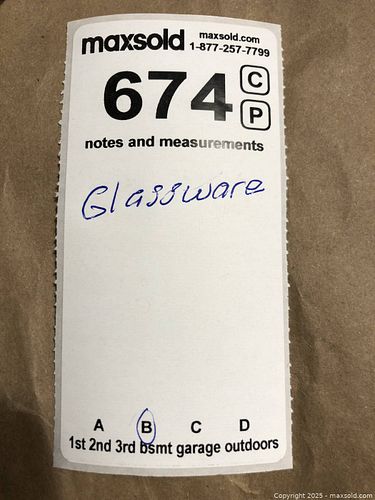 maxsold maxsold.com
1-877-257-7799
674 C
P
notes and measurements
Glassware
A B C D
1st 2nd 3rd bsmt garage outdoors
Copyright 2025 - maxsold.com